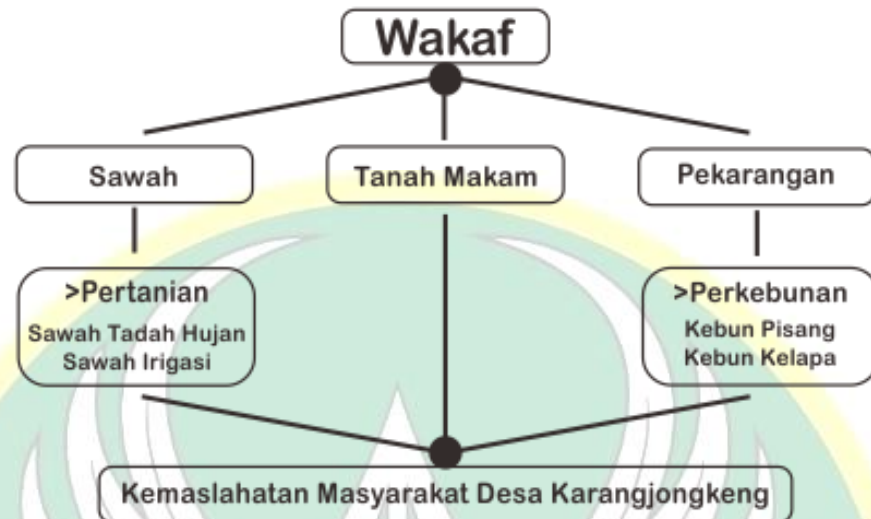 Wakaf
Sawah
Tanah Makam
Pekarangan
>Pertanian
Sawah Tadah Hujan
Sawah Irigasi
>Perkebunan
Kebun Pisang
Kebun Kelapa
Kemaslahatan Masyarakat Desa Karangjongkeng